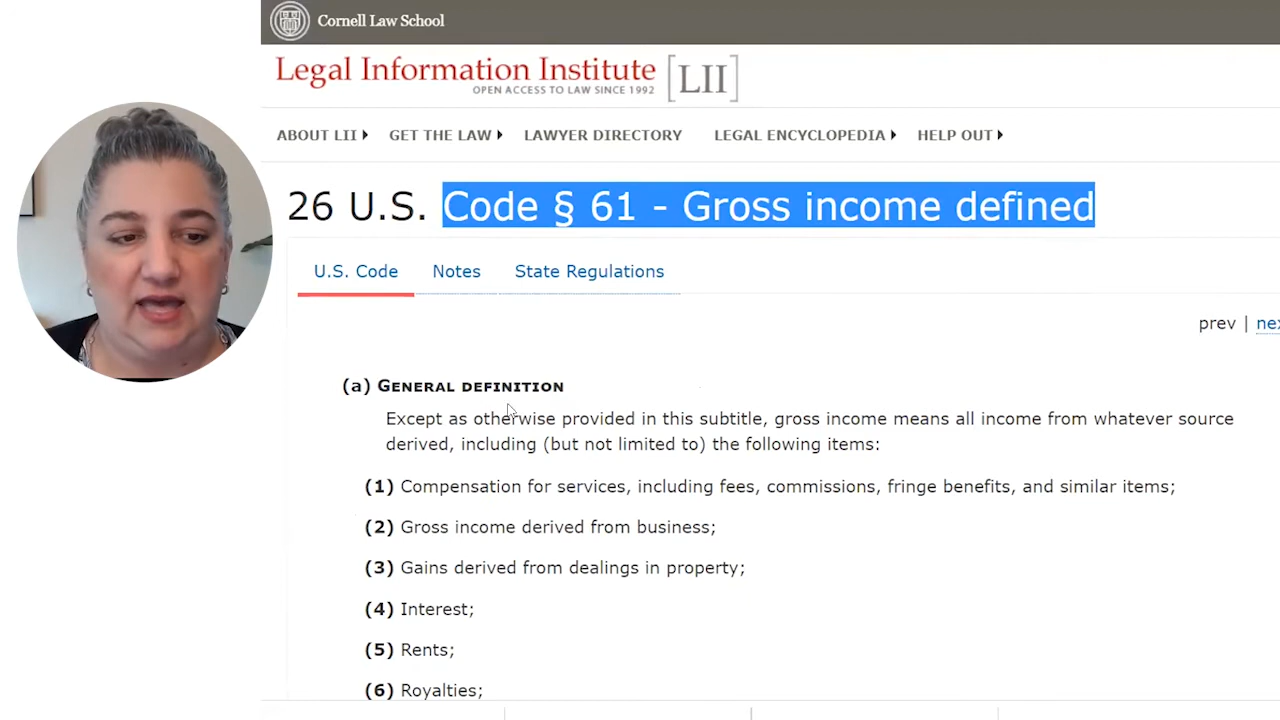 Cornell Law School
Legal Information Institute [LII]
OPEN ACCESS TO LAW SINCE 1992
ABOUT LII GET THE LAW LAWYER DIRECTORY LEGAL ENCYCLOPEDIA HELP OUT
26 U.S. Code § 61 - Gross income defined
U.S. Code Notes State Regulations
prev |
(a) GENERAL DEFINITION
Except as otherwise provided in this subtitle, gross income means all income from whatever source
derived, including (but not limited to) the following items:
(1) Compensation for services, including fees, commissions, fringe benefits, and similar items;
(2) Gross income derived from business;
(3) Gains derived from dealings in property;
(4) Interest;
(5) Rents;
(6) Royalties;